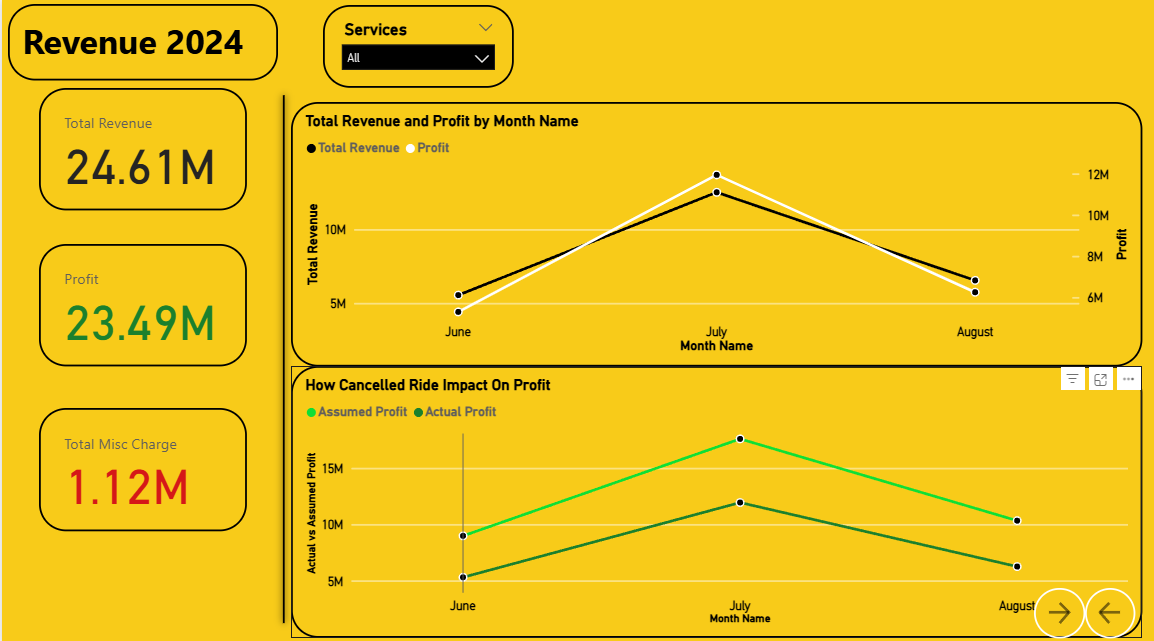 Revenue 2024
Services
All
Total Revenue
24.61M
Profit
23.49M
Total Misc Charge
1.12M
Total Revenue and Profit by Month Name
Total Revenue Profit
Total Revenue
10M
5M
12M
10M
8M
6M
Profit
June July August
Month Name
How Cancelled Ride Impact On Profit
Assumed Profit Actual Profit
Actual vs Assumed Profit
15M
10M
5M
June July August
Month Name